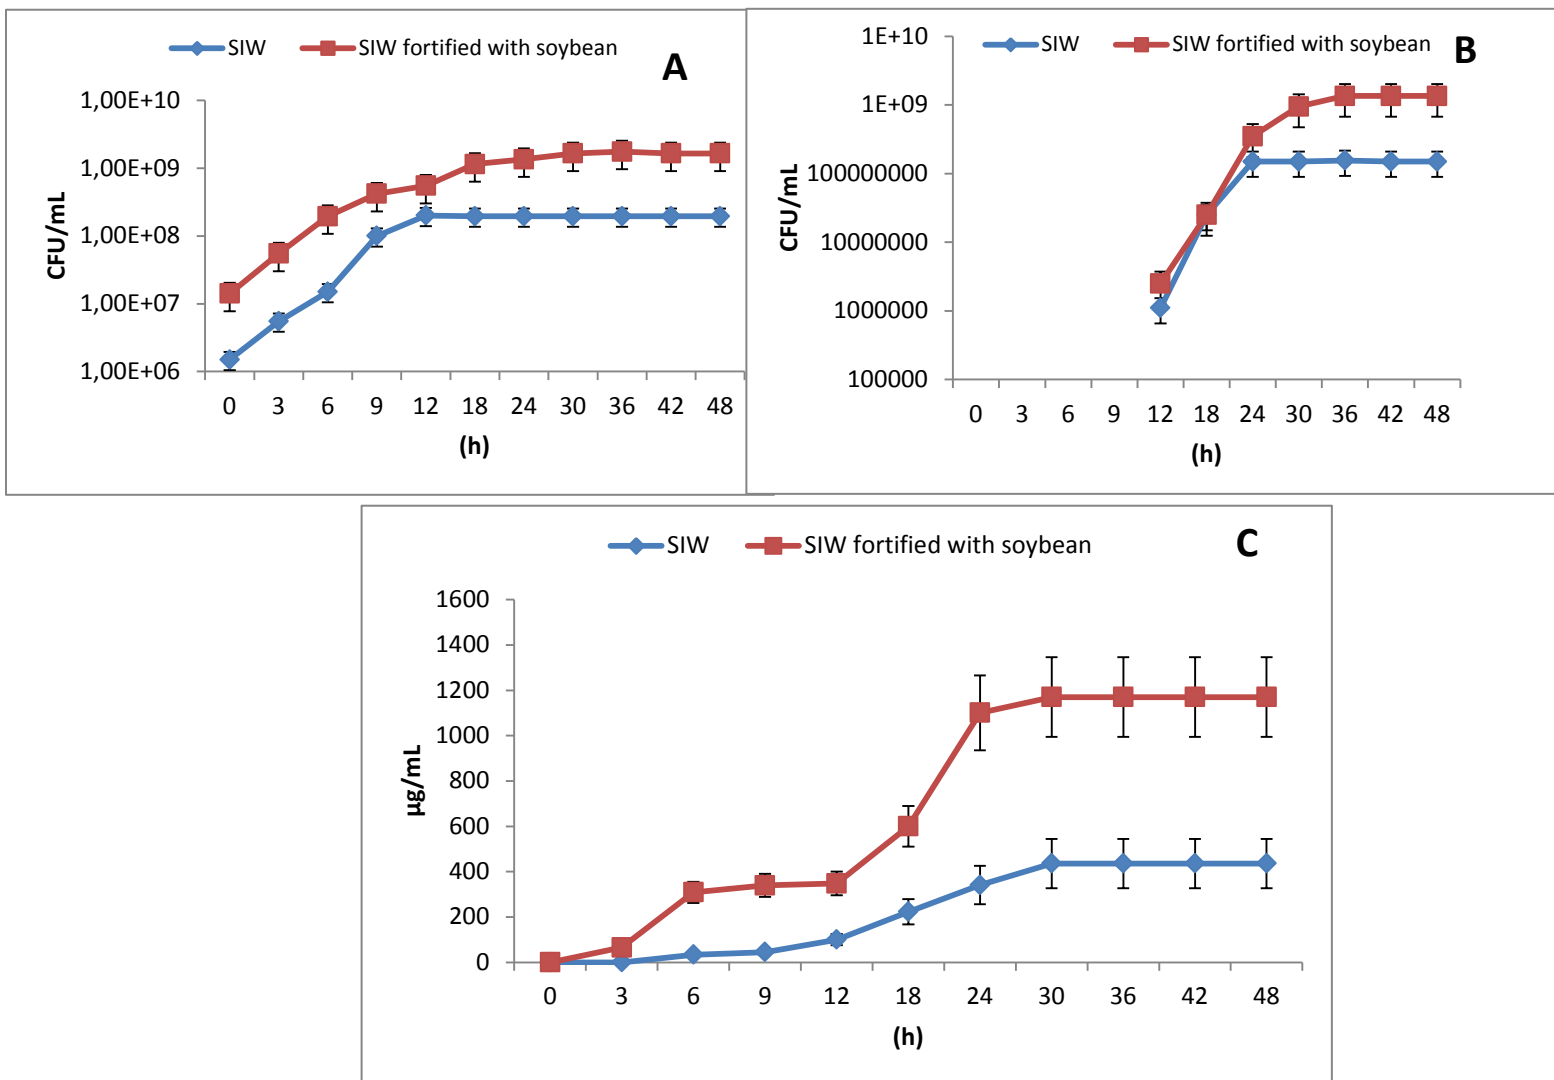 SIW SIW fortified with soybean
A
1,00E+10
1,00E+09
1,00E+08
1,00E+07
1,00E+06
CFU/mL
0 3 6 9 12 18 24 30 36 42 48
(h)
SIW SIW fortified with soybean
B
1E+10
1E+09
100000000
10000000
1000000
100000
CFU/mL
0 3 6 9 12 18 24 30 36 42 48
(h)
SIW SIW fortified with soybean
C
1600
1400
1200
1000
800
600
400
200
0
µg/mL
0 3 6 9 12 18 24 30 36 42 48
(h)